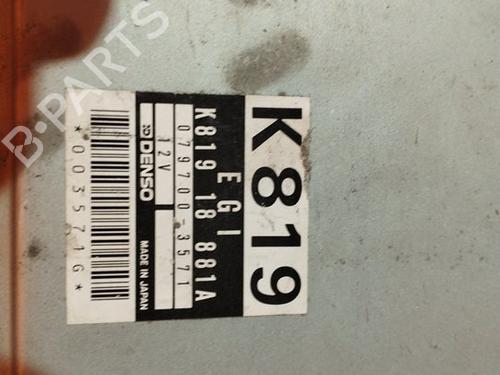 K819
EGI
K819 18 881A
079700-3571
12V
DENSO MADE IN JAPAN
*0035716*
B-PARTS